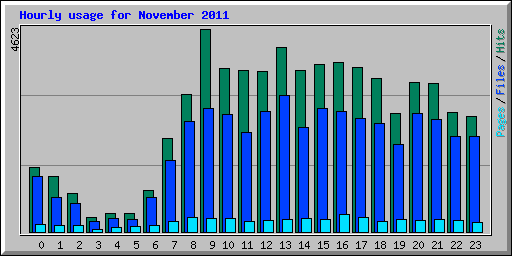 Hourly usage for November 2011
4623
Pages/Files/Hits
0 1 2 3 4 5 6 7 8 9 10 11 12 13 14 15 16 17 18 19 20 21 22 23